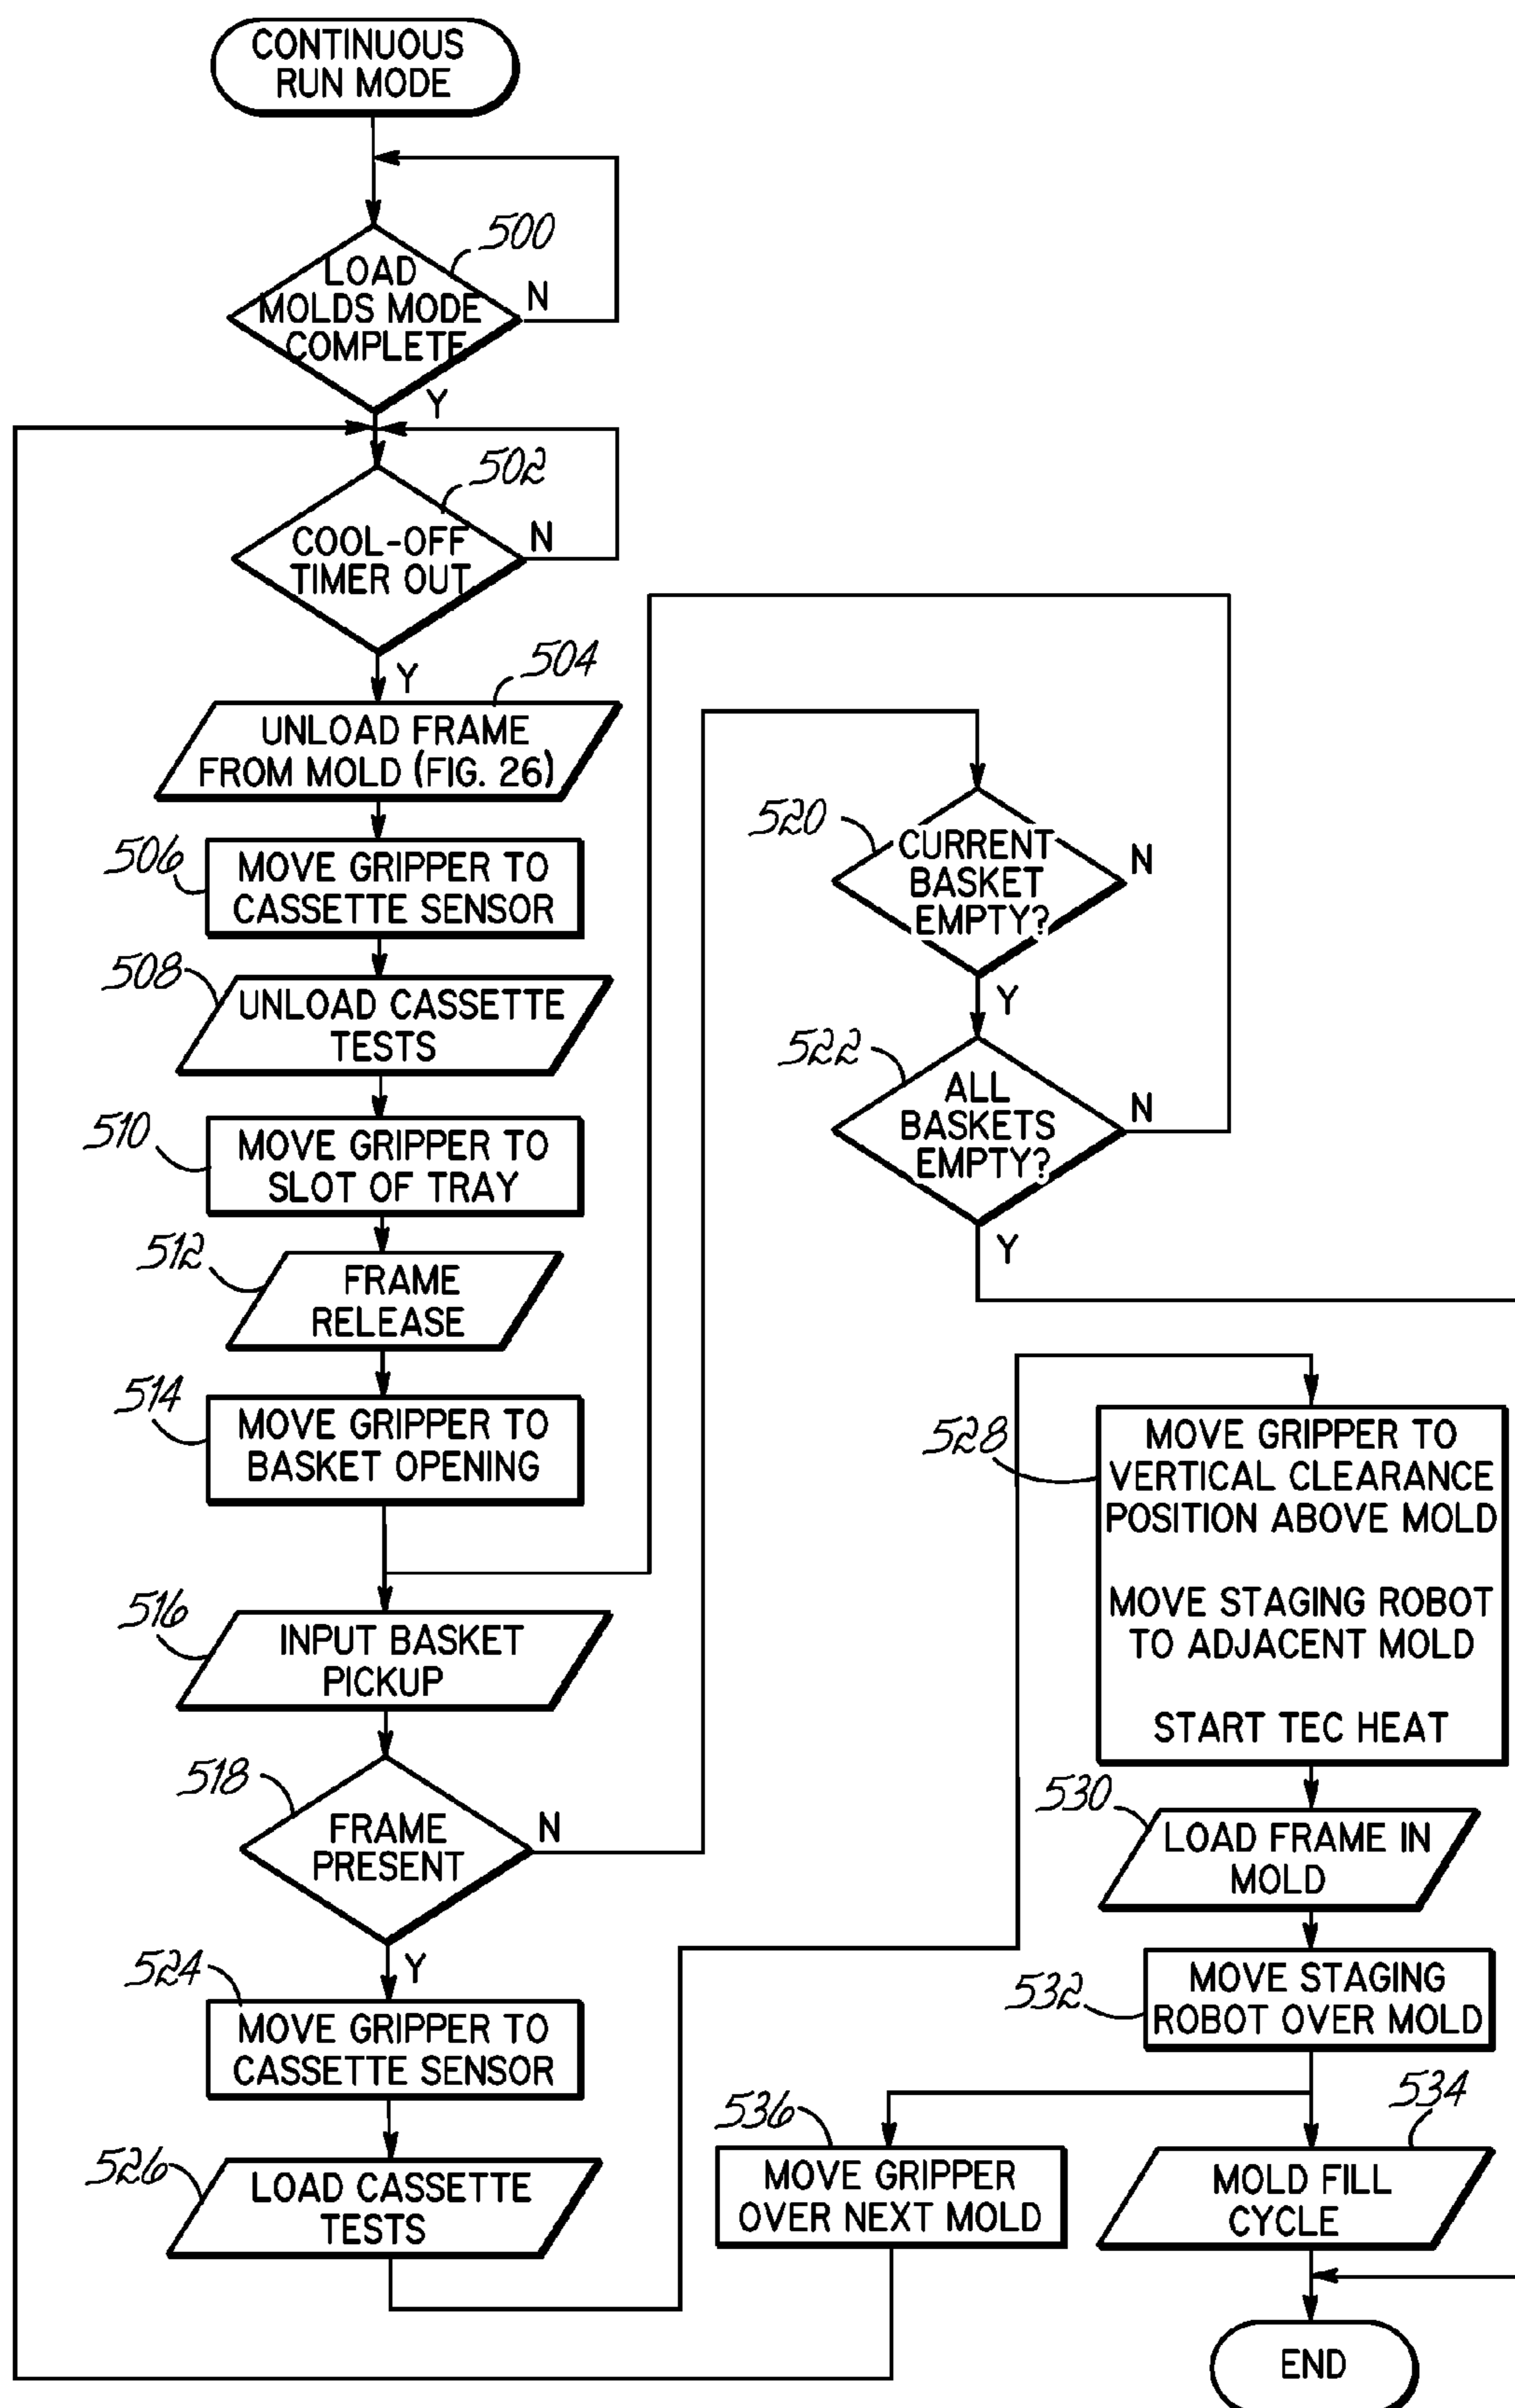 CONTINUOUS
RUN MODE
500
LOAD
MOLDS MODE
COMPLETE
N
Y
502
COOL-OFF
TIMER OUT
N
Y
504
UNLOAD FRAME
FROM MOLD (FIG. 26)
506
MOVE GRIPPER TO
CASSETTE SENSOR
508
UNLOAD CASSETTE
TESTS
510
MOVE GRIPPER TO
SLOT OF TRAY
512
FRAME
RELEASE
514
MOVE GRIPPER TO
BASKET OPENING
516
INPUT BASKET
PICKUP
518
FRAME
PRESENT
N
Y
520
CURRENT
BASKET
EMPTY?
N
Y
522
ALL
BASKETS
EMPTY?
N
Y
524
MOVE GRIPPER TO
CASSETTE SENSOR
526
LOAD CASSETTE
TESTS
528
MOVE GRIPPER TO
VERTICAL CLEARANCE
POSITION ABOVE MOLD
MOVE STAGING ROBOT
TO ADJACENT MOLD
START TEC HEAT
530
LOAD FRAME IN
MOLD
532
MOVE STAGING
ROBOT OVER MOLD
534
MOLD FILL
CYCLE
536
MOVE GRIPPER
OVER NEXT MOLD
END